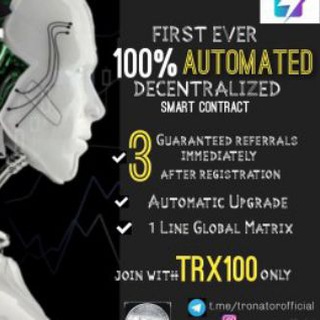 FIRST EVER
100% AUTOMATED
DECENTRALIZED
SMART CONTRACT
3 GUARANTEED REFERRALS
IMMEDIATELY
AFTER REGISTRATION
AUTOMATIC UPGRADE
1 LINE GLOBAL MATRIX
JOIN WITH TRX100 ONLY
t.me/tronatorofficial